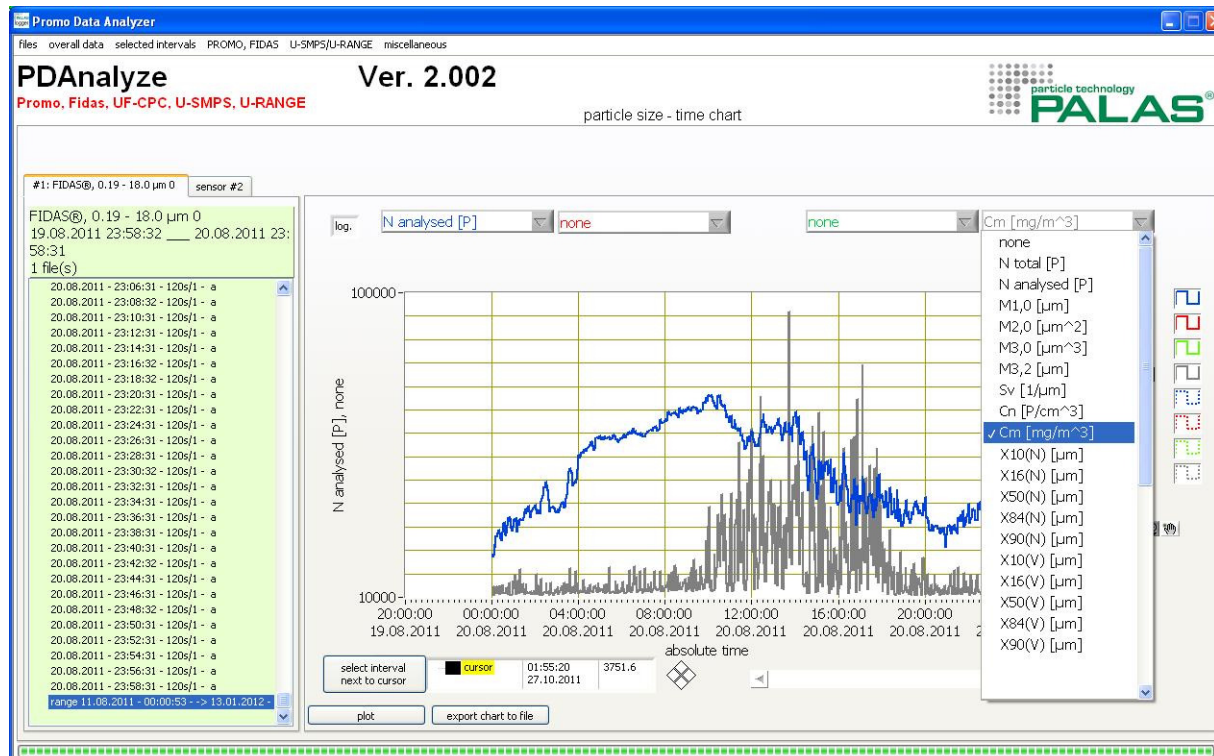 Promo Data Analyzer
files overall data selected intervals PROMO, FIDAS U-SMPS/U-RANGE miscellaneous
PDAnalyze Ver. 2.002
Promo, Fidas, UF-CPC, U-SMPS, U-RANGE
particle size - time chart
particle technology
PALAS®
#1: FIDAS®, 0.19 - 18.0 µm 0
sensor #2
FIDAS®, 0.19 - 18.0 µm 0
19.08.2011 23:58:32 ___ 20.08.2011 23:
58:31
1 file(s)
20.08.2011 - 23:06:31 - 120s/1 - a
20.08.2011 - 23:08:32 - 120s/1 - a
20.08.2011 - 23:10:31 - 120s/1 - a
20.08.2011 - 23:12:31 - 120s/1 - a
20.08.2011 - 23:14:31 - 120s/1 - a
20.08.2011 - 23:16:32 - 120s/1 - a
20.08.2011 - 23:18:32 - 120s/1 - a
20.08.2011 - 23:20:31 - 120s/1 - a
20.08.2011 - 23:22:31 - 120s/1 - a
20.08.2011 - 23:24:31 - 120s/1 - a
20.08.2011 - 23:26:31 - 120s/1 - a
20.08.2011 - 23:28:31 - 120s/1 - a
20.08.2011 - 23:30:32 - 120s/1 - a
20.08.2011 - 23:32:31 - 120s/1 - a
20.08.2011 - 23:34:31 - 120s/1 - a
20.08.2011 - 23:36:31 - 120s/1 - a
20.08.2011 - 23:38:31 - 120s/1 - a
20.08.2011 - 23:40:31 - 120s/1 - a
20.08.2011 - 23:42:32 - 120s/1 - a
20.08.2011 - 23:44:31 - 120s/1 - a
20.08.2011 - 23:46:31 - 120s/1 - a
20.08.2011 - 23:48:32 - 120s/1 - a
20.08.2011 - 23:50:31 - 120s/1 - a
20.08.2011 - 23:52:31 - 120s/1 - a
20.08.2011 - 23:54:31 - 120s/1 - a
20.08.2011 - 23:56:31 - 120s/1 - a
20.08.2011 - 23:58:31 - 120s/1 - a
range 11.08.2011 - 00:00:53 - -> 13.01.2012 -
log.
N analysed [P]
none
none
Cm [mg/m^3]
none
N total [P]
N analysed [P]
M1,0 [µm]
M2,0 [µm^2]
M3,0 [µm^3]
M3,2 [µm]
Sv [1/µm]
Cn [P/cm^3]
✓ Cm [mg/m^3]
X10(N) [µm]
X16(N) [µm]
X50(N) [µm]
X84(N) [µm]
X90(N) [µm]
X10(V) [µm]
X16(V) [µm]
X50(V) [µm]
X84(V) [µm]
X90(V) [µm]
100000
N analysed [P], none
10000
20:00:00 00:00:00 04:00:00 08:00:00 12:00:00 16:00:00 20:00:00
19.08.2011 20.08.2011 20.08.2011 20.08.2011 20.08.2011 20.08.2011 20.08.2011 2
absolute time
select interval
next to cursor
cursor
01:55:20
27.10.2011
3751.6
plot
export chart to file